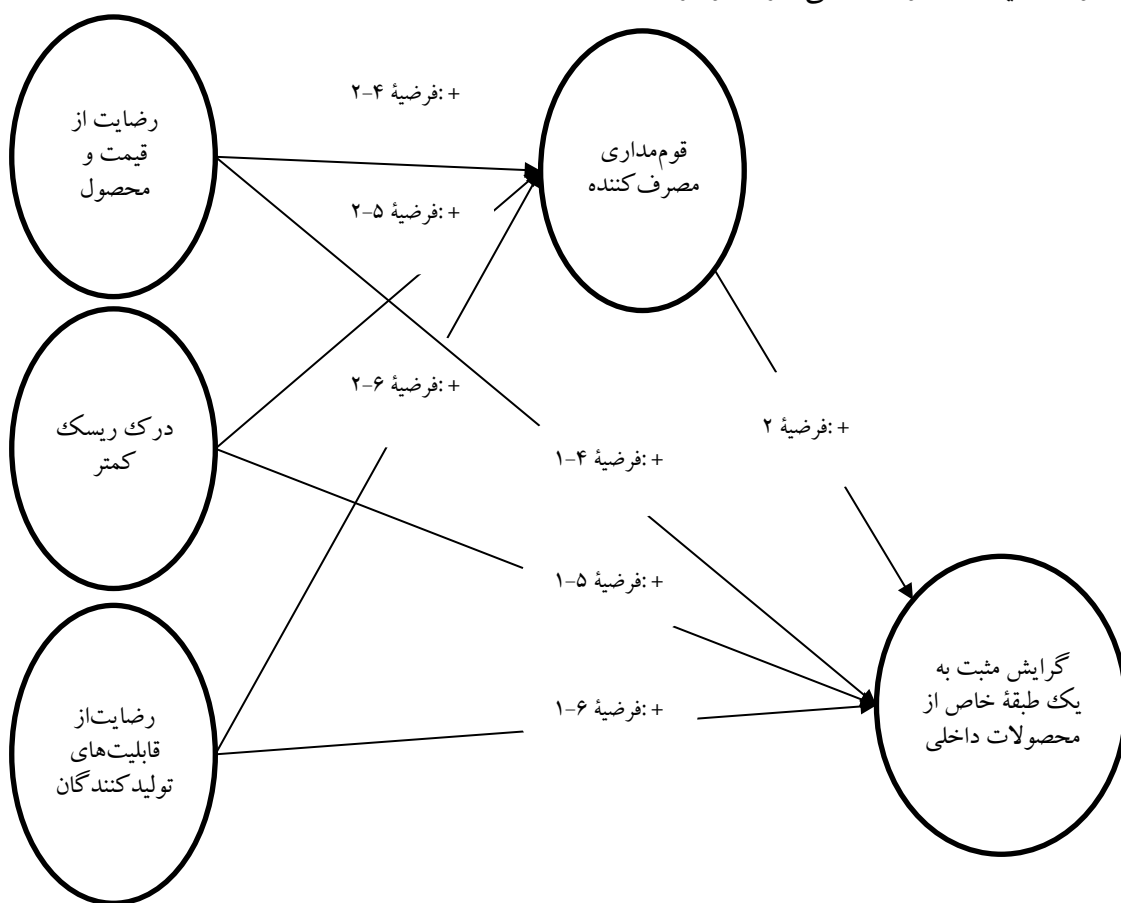 رضایت از
قیمت و
محصول
+ :فرضیهٔ ۴-۲
قوم‌مداری
مصرف‌کننده
+ :فرضیهٔ ۵-۲
+ :فرضیهٔ ۶-۲
درک ریسک
کمتر
+ :فرضیهٔ ۲
+ :فرضیهٔ ۴-۱
+ :فرضیهٔ ۵-۱
+ :فرضیهٔ ۶-۱
رضایت‌از
قابلیت‌های
تولیدکنندگان
گرایش مثبت به
یک طبقهٔ خاص از
محصولات داخلی